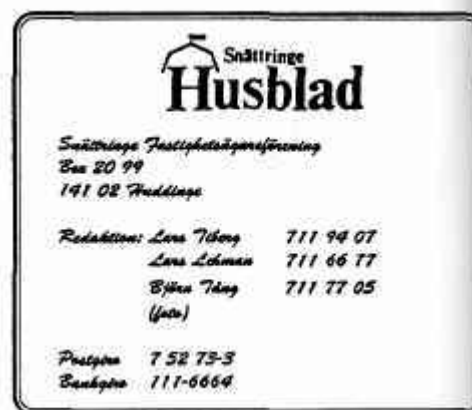 Snättringe
Husblad
Snättringe Fastighetsägareförening
Box 20 99
141 02 Huddinge
Redaktion: Lars Tiberg 711 94 07
Lars Lehman 711 66 77
Björn Tång 711 77 05
(foto)
Postgiro 7 52 73-3
Bankgiro 111-6664